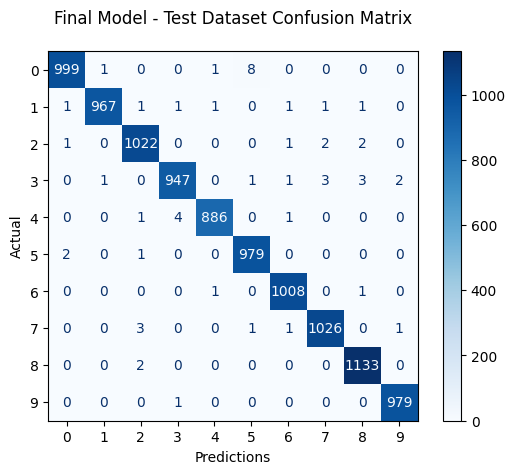 Final Model - Test Dataset Confusion Matrix
0 999 1 0 0 1 8 0 0 0 0
1 1 967 1 1 1 0 1 1 1 0
2 1 0 1022 0 0 0 1 2 2 0
3 0 1 0 947 0 1 1 3 3 2
4 0 0 1 4 886 0 1 0 0 0
5 2 0 1 0 0 979 0 0 0 0
6 0 0 0 0 1 0 1008 0 1 0
7 0 0 3 0 0 1 1 1026 0 1
8 0 0 2 0 0 0 0 0 1133 0
9 0 0 0 1 0 0 0 0 0 979
0 1 2 3 4 5 6 7 8 9
Predictions
Actual
1000
800
600
400
200
0